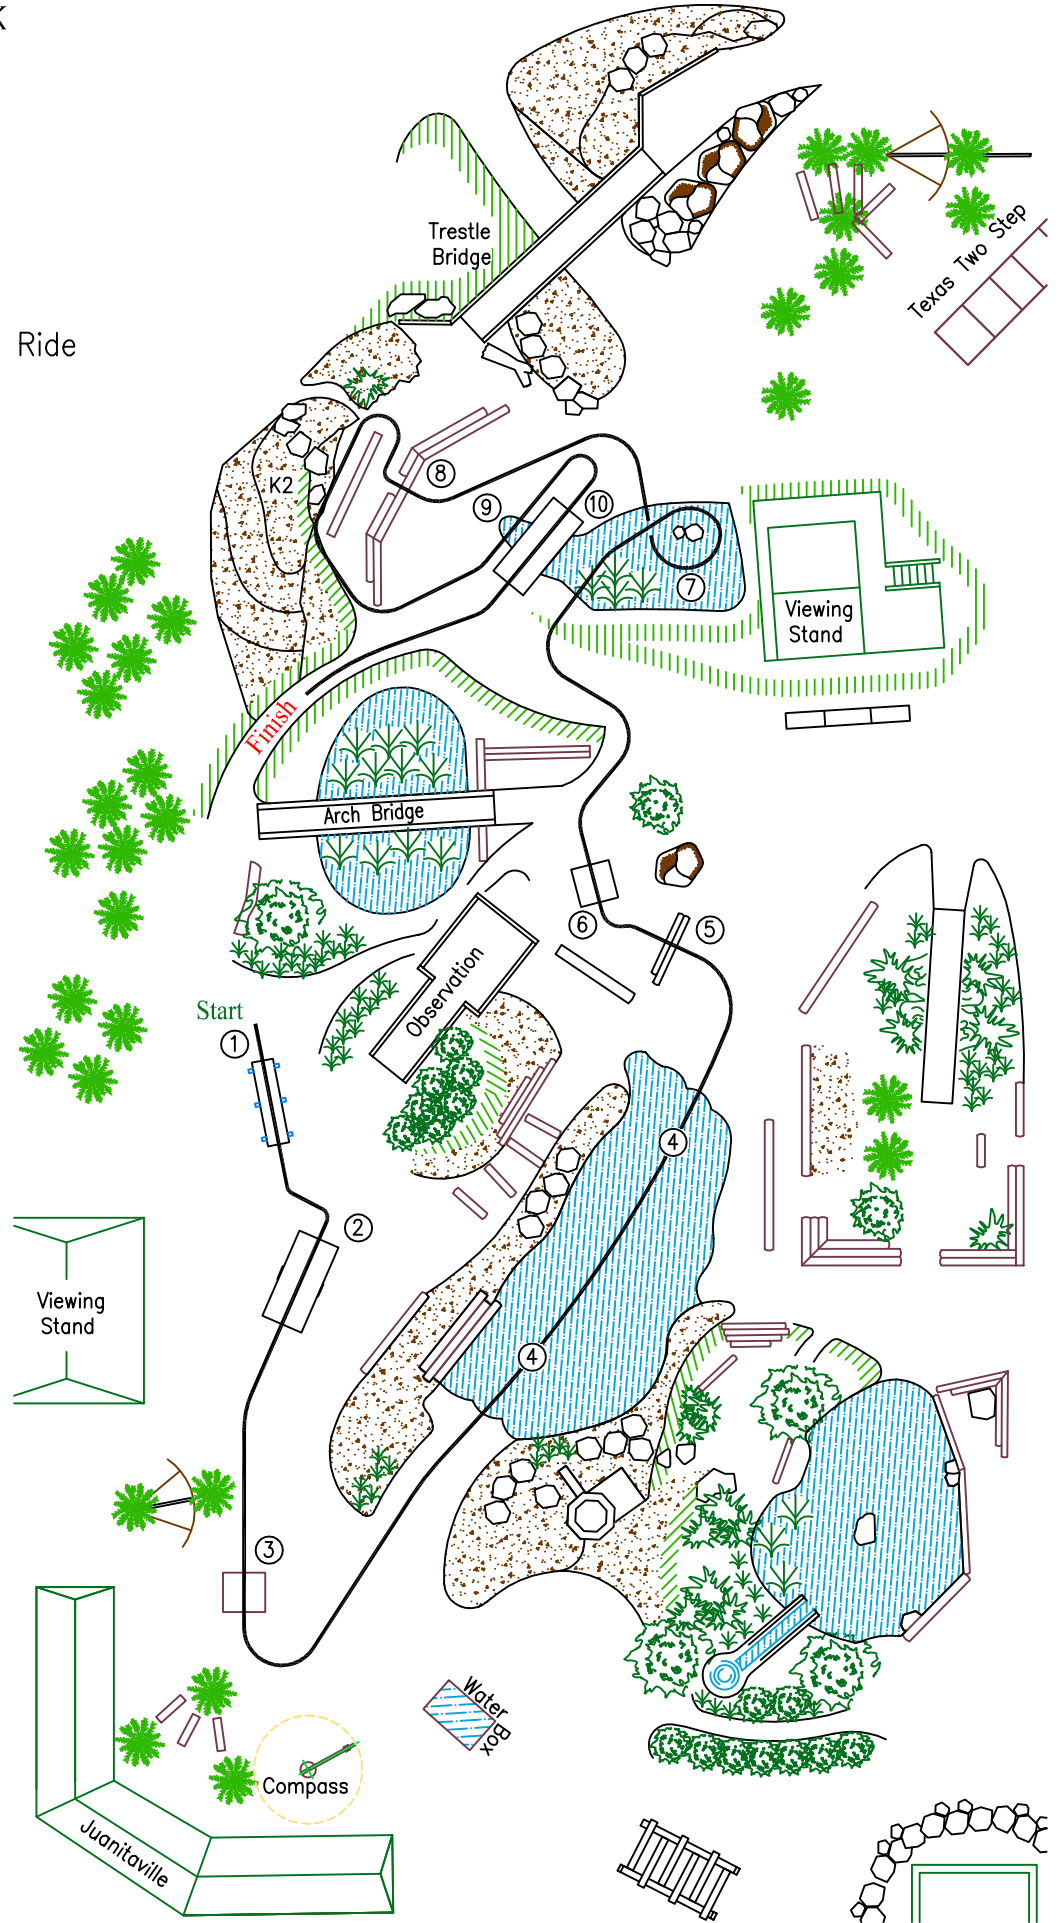 K
Trestle
Bridge
Texas Two Step
Ride
8
K2
9
10
7
Viewing
Stand
Finish
Arch Bridge
6
5
Observation
Start
1
4
2
Viewing
Stand
4
3
Water
Box
Compass
Juanitaville